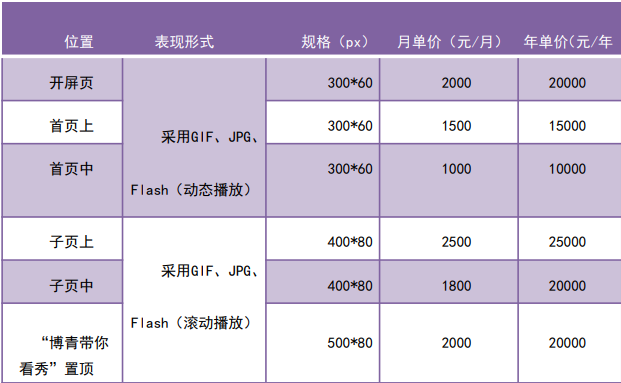 位置 表现形式 规格（px） 月单价（元/月） 年单价(元/年
开屏页 300*60 2000 20000
首页上 300*60 1500 15000
采用GIF、JPG、
首页中 300*60 1000 10000
Flash（动态播放）
子页上 400*80 2500 25000
采用GIF、JPG、
子页中 400*80 1800 20000
Flash（滚动播放）
“博青带你 500*80 2000 20000
看秀”置顶